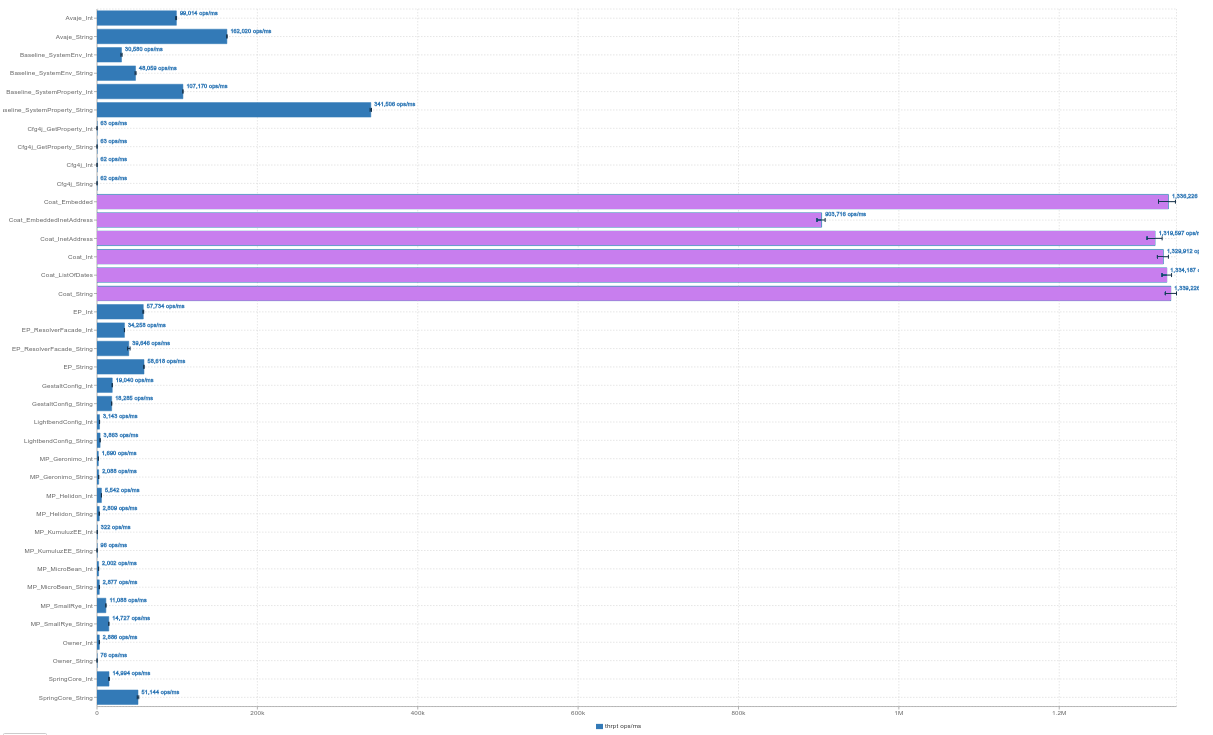 Avaje_Int 99,014 ops/ms
Avaje_String 162,020 ops/ms
Baseline_SystemEnv_Int 30,580 ops/ms
Baseline_SystemEnv_String 48,059 ops/ms
Baseline_SystemProperty_Int 107,170 ops/ms
seline_SystemProperty_String 341,506 ops/ms
Cfg4j_GetProperty_Int 63 ops/ms
Cfg4j_GetProperty_String 63 ops/ms
Cfg4j_Int 62 ops/ms
Cfg4j_String 62 ops/ms
Coat_Embedded 1,336,226
Coat_EmbeddedInetAddress 903,716 ops/ms
Coat_InetAddress 1,319,597 ops/r
Coat_Int 1,329,912 op
Coat_ListOfDates 1,334,187
Coat_String 1,339,226
EP_Int 57,734 ops/ms
EP_ResolverFacade_Int 34,258 ops/ms
EP_ResolverFacade_String 39,646 ops/ms
EP_String 58,618 ops/ms
GestaltConfig_Int 19,040 ops/ms
GestaltConfig_String 18,285 ops/ms
LightbendConfig_Int 3,143 ops/ms
LightbendConfig_String 3,863 ops/ms
MP_Geronimo_Int 1,690 ops/ms
MP_Geronimo_String 2,088 ops/ms
MP_Helidon_Int 5,542 ops/ms
MP_Helidon_String 2,809 ops/ms
MP_KumuluzEE_Int 322 ops/ms
MP_KumuluzEE_String 96 ops/ms
MP_MicroBean_Int 2,002 ops/ms
MP_MicroBean_String 2,877 ops/ms
MP_SmallRye_Int 11,088 ops/ms
MP_SmallRye_String 14,727 ops/ms
Owner_Int 2,886 ops/ms
Owner_String 76 ops/ms
SpringCore_Int 14,994 ops/ms
SpringCore_String 51,144 ops/ms
0 200k 400k 600k 800k 1M 1.2M
thrpt ops/ms